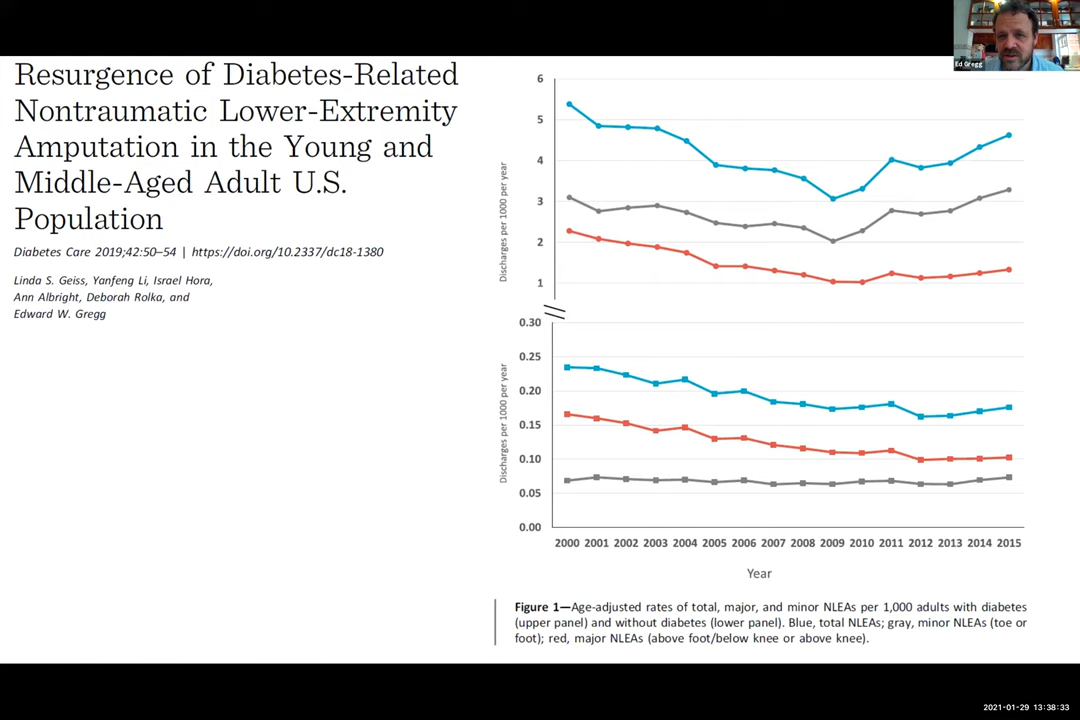 Resurgence of Diabetes-Related
Nontraumatic Lower-Extremity
Amputation in the Young and
Middle-Aged Adult U.S.
Population
Diabetes Care 2019;42:50–54 | https://doi.org/10.2337/dc18-1380
Linda S. Geiss, Yanfeng Li, Israel Hora,
Ann Albright, Deborah Rolka, and
Edward W. Gregg
Ed Gregg
Discharges per 1000 per year
6
5
4
3
2
1
Discharges per 1000 per year
0.30
0.25
0.20
0.15
0.10
0.05
0.00
2000 2001 2002 2003 2004 2005 2006 2007 2008 2009 2010 2011 2012 2013 2014 2015
Year
Figure 1—Age-adjusted rates of total, major, and minor NLEAs per 1,000 adults with diabetes
(upper panel) and without diabetes (lower panel). Blue, total NLEAs; gray, minor NLEAs (toe or
foot); red, major NLEAs (above foot/below knee or above knee).
2021-01-29 13:38:33